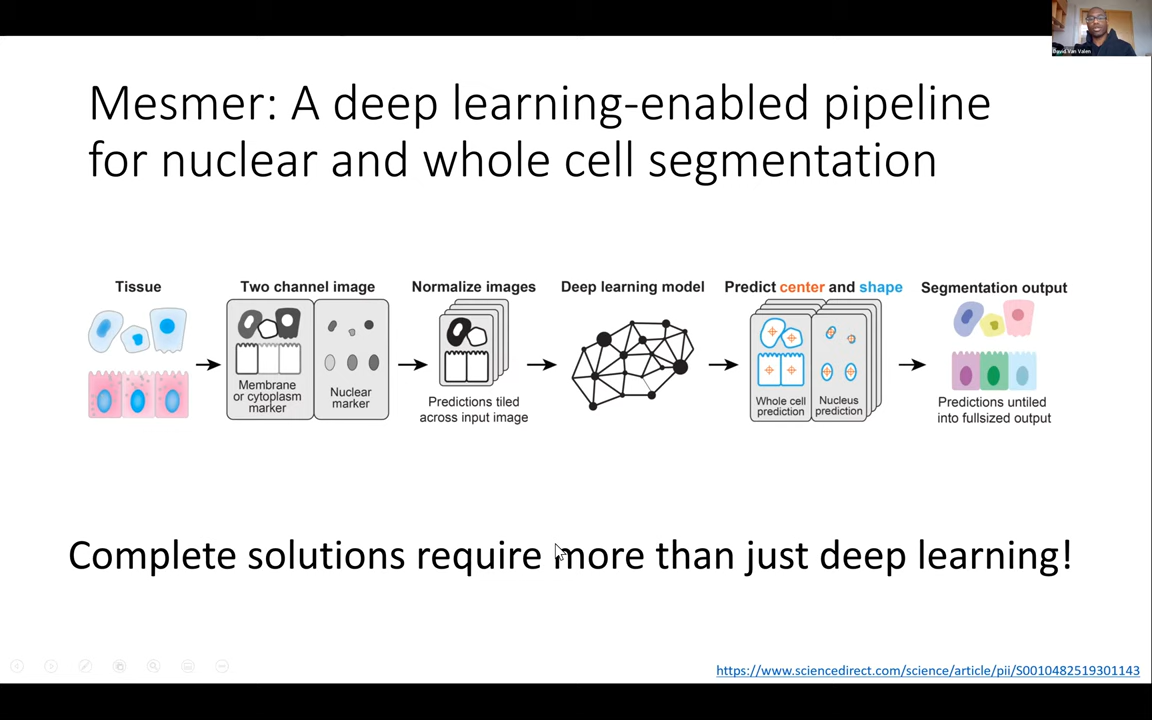 David Van Valen
Mesmer: A deep learning-enabled pipeline
for nuclear and whole cell segmentation
Tissue
Two channel image
Membrane
or cytoplasm
marker
Nuclear
marker
Normalize images
Predictions tiled
across input image
Deep learning model
Predict center and shape
Whole cell
prediction
Nucleus
prediction
Segmentation output
Predictions untiled
into fullsized output
Complete solutions require more than just deep learning!
https://www.sciencedirect.com/science/article/pii/S0010482519301143